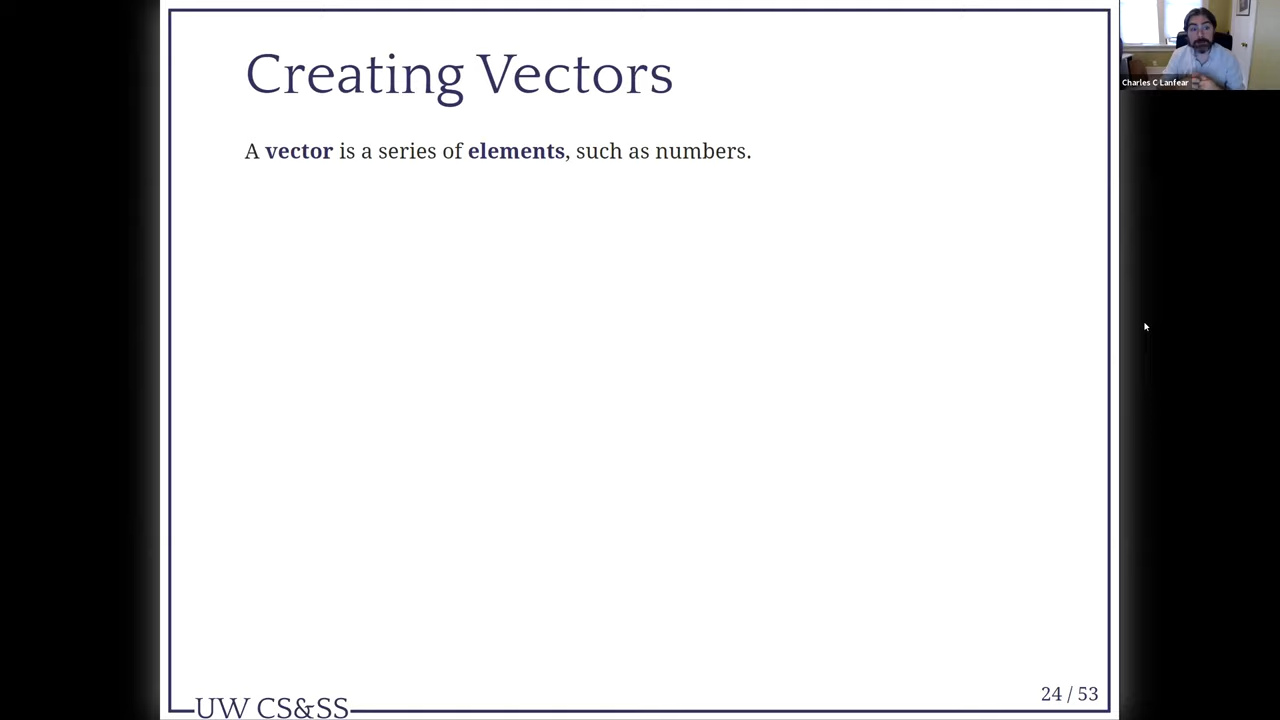 Creating Vectors
A vector is a series of elements, such as numbers.
Charles C Lanfear
24 / 53
UW CS&SS